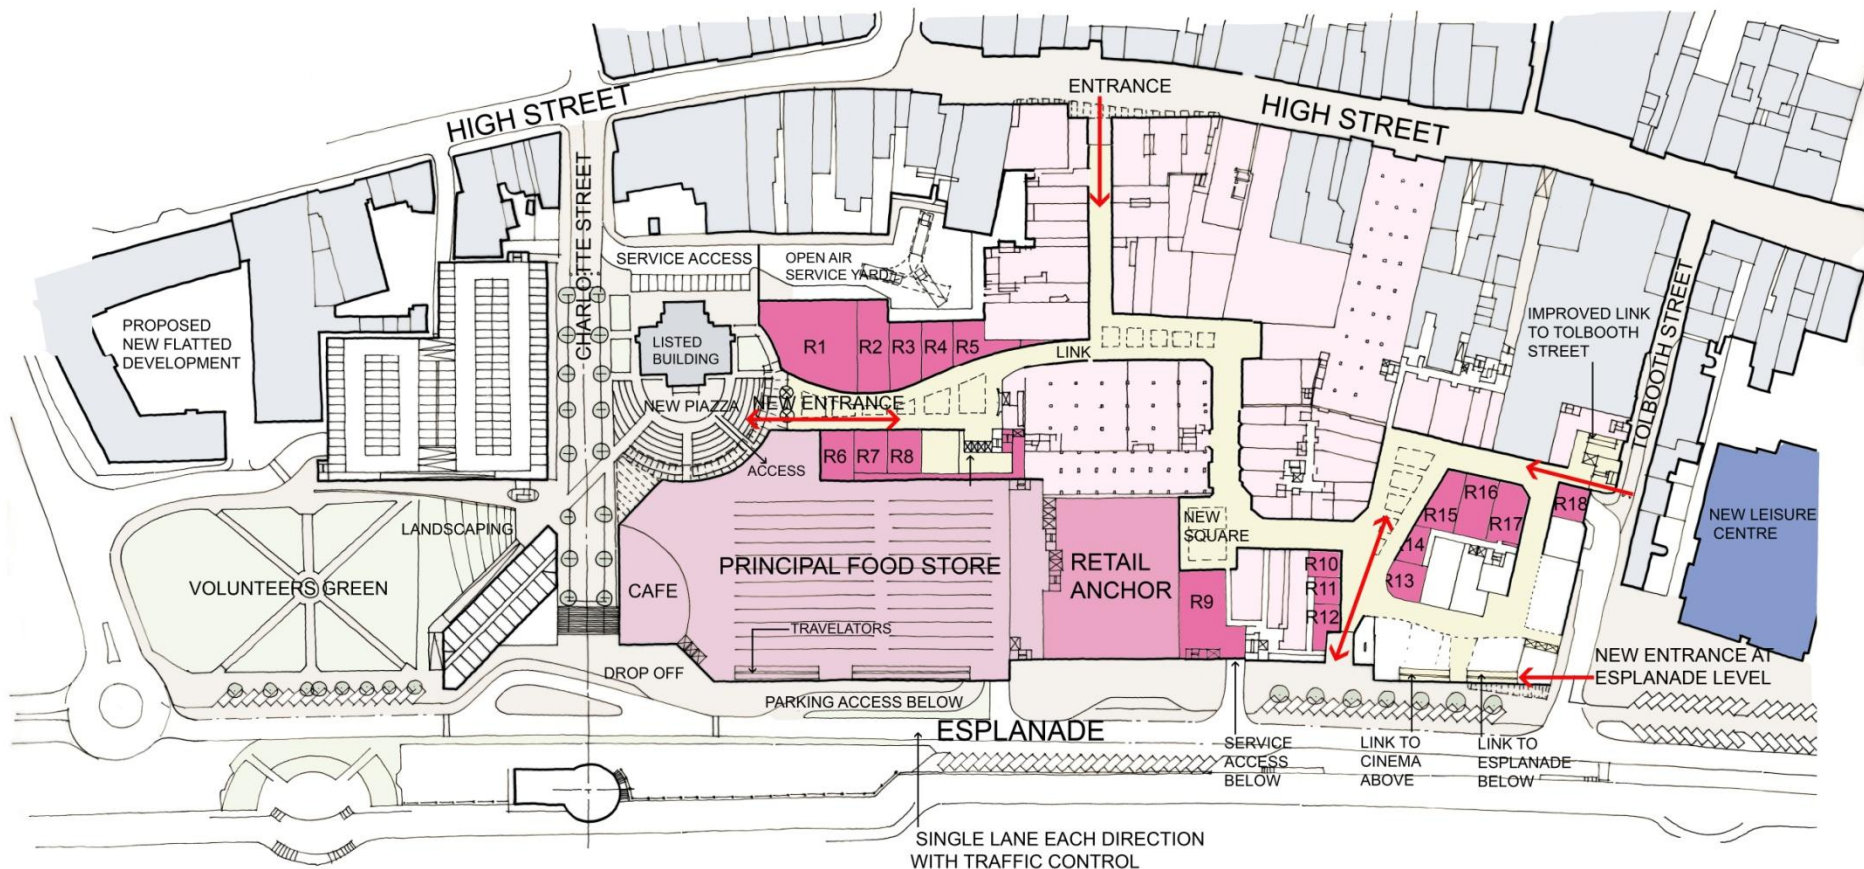 HIGH STREET
ENTRANCE
HIGH STREET
CHARLOTTE STREET
SERVICE ACCESS
OPEN AIR
SERVICE YARD
PROPOSED
NEW FLATTED
DEVELOPMENT
LISTED
BUILDING
R1
R2
R3
R4
R5
LINK
IMPROVED LINK
TO TOLBOOTH
STREET
TOLBOOTH STREET
NEW PIAZZA
NEW ENTRANCE
ACCESS
R6
R7
R8
R15
R16
R17
R18
R14
R13
LANDSCAPING
NEW
SQUARE
NEW LEISURE
CENTRE
VOLUNTEERS GREEN
CAFE
PRINCIPAL FOOD STORE
RETAIL
ANCHOR
R9
R10
R11
R12
TRAVELATORS
DROP OFF
PARKING ACCESS BELOW
NEW ENTRANCE AT
ESPLANADE LEVEL
ESPLANADE
SERVICE
ACCESS
BELOW
LINK TO
CINEMA
ABOVE
LINK TO
ESPLANADE
BELOW
SINGLE LANE EACH DIRECTION
WITH TRAFFIC CONTROL